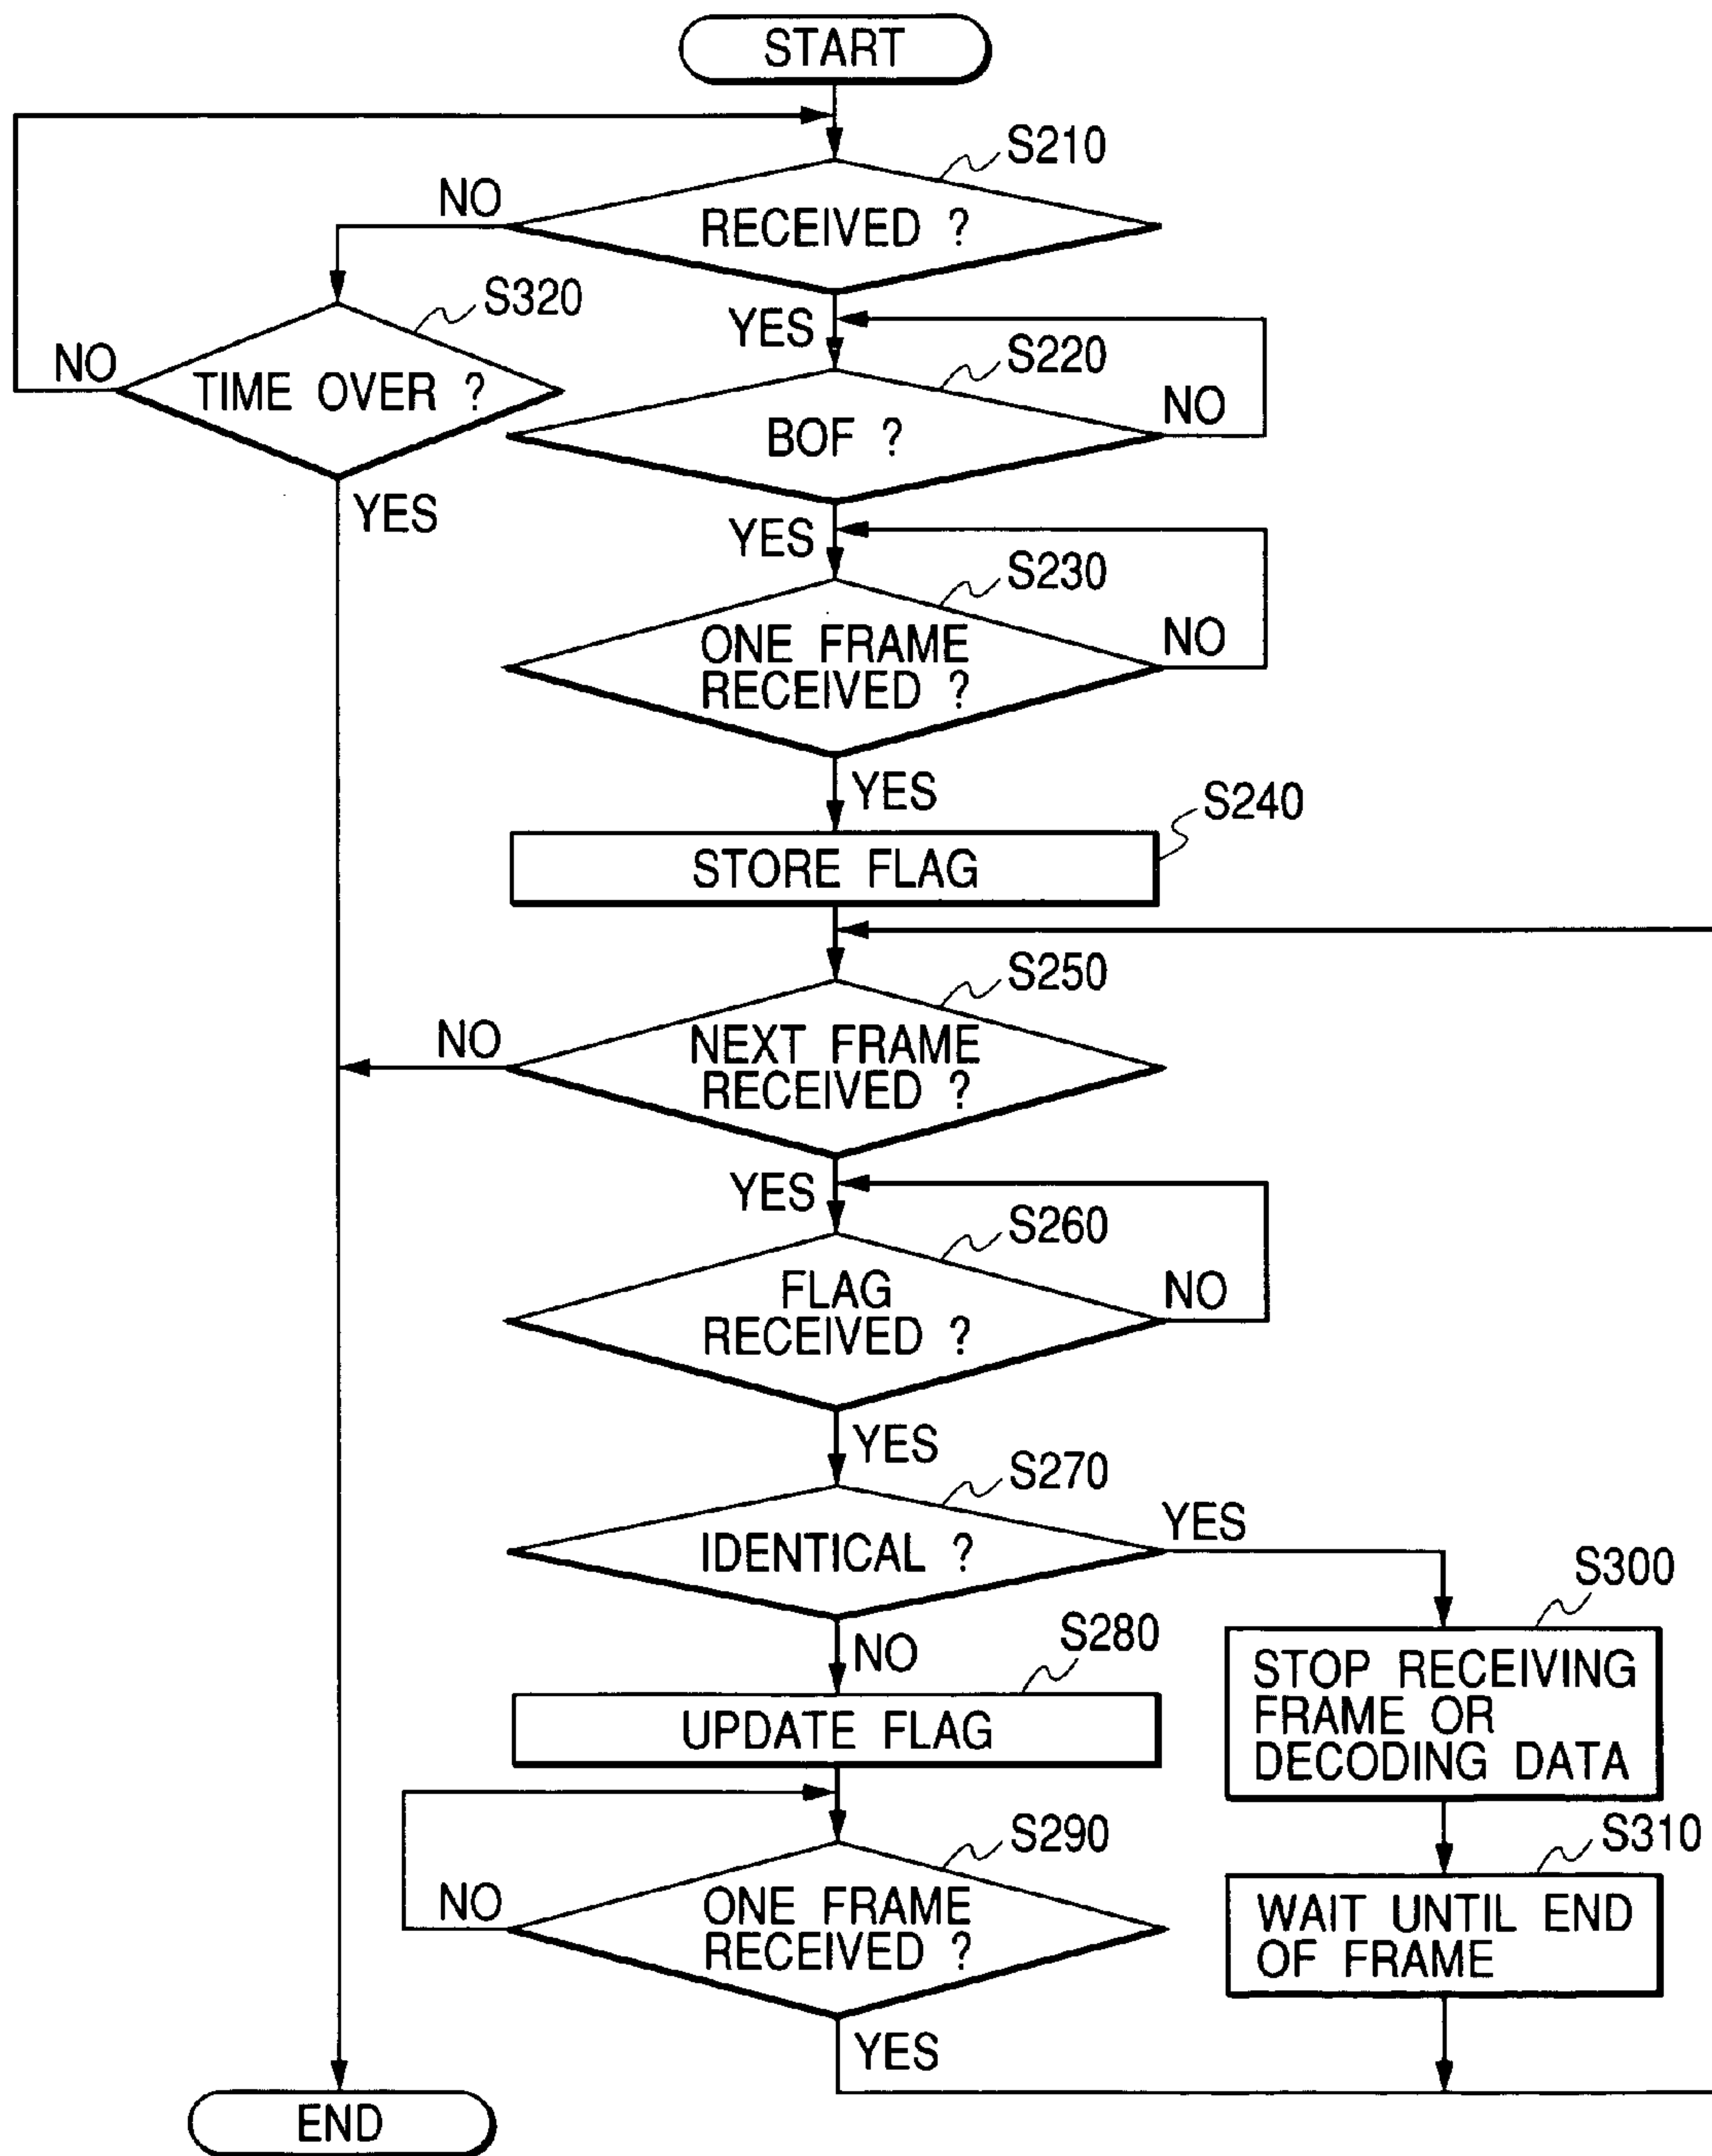 START
S210
NO
RECEIVED ?
S320
YES
S220
NO
TIME OVER ?
NO
BOF ?
YES
YES
S230
ONE FRAME
RECEIVED ?
NO
YES
S240
STORE FLAG
S250
NO
NEXT FRAME
RECEIVED ?
YES
S260
FLAG
RECEIVED ?
NO
YES
S270
IDENTICAL ?
YES
S300
NO
S280
STOP RECEIVING
FRAME OR
DECODING DATA
UPDATE FLAG
S290
S310
NO
ONE FRAME
RECEIVED ?
WAIT UNTIL END
OF FRAME
YES
END